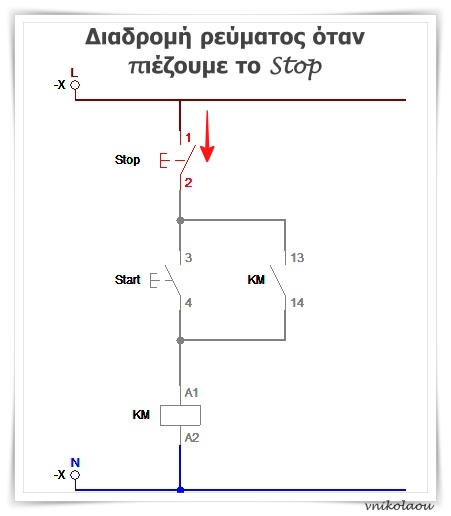 Διαδρομή ρεύματος όταν
πιέζουμε το Stop
L
-X
1
Stop
2
3
13
Start
KM
4
14
A1
KM
A2
N
-X
vnikolaou